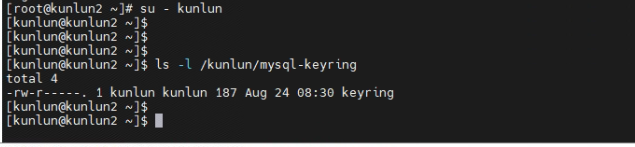 [root@kunlun2 ~]# su - kunlun
[kunlun@kunlun2 ~]$
[kunlun@kunlun2 ~]$
[kunlun@kunlun2 ~]$
[kunlun@kunlun2 ~]$ ls -l /kunlun/mysql-keyring
total 4
-rw-r-----. 1 kunlun kunlun 187 Aug 24 08:30 keyring
[kunlun@kunlun2 ~]$
[kunlun@kunlun2 ~]$